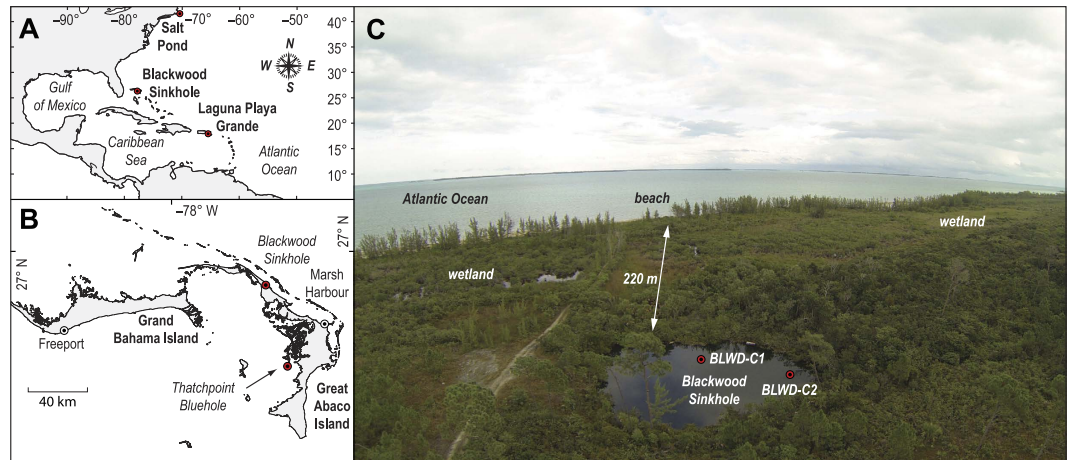 A
−90° −80° −70° −60° −50°
Salt
Pond
40°
35°
30°
25°
20°
15°
10°
N
W E
S
Blackwood
Sinkhole
Gulf
of Mexico
Laguna Playa
Grande
Caribbean
Sea
Atlantic
Ocean
B
−78° W
27° N
27° N
Blackwood
Sinkhole
Marsh
Harbour
Grand
Bahama Island
Freeport
40 km
Thatchpoint
Bluehole
Great
Abaco
Island
C
Atlantic Ocean
beach
wetland
wetland
220 m
BLWD-C1
Blackwood
Sinkhole
BLWD-C2